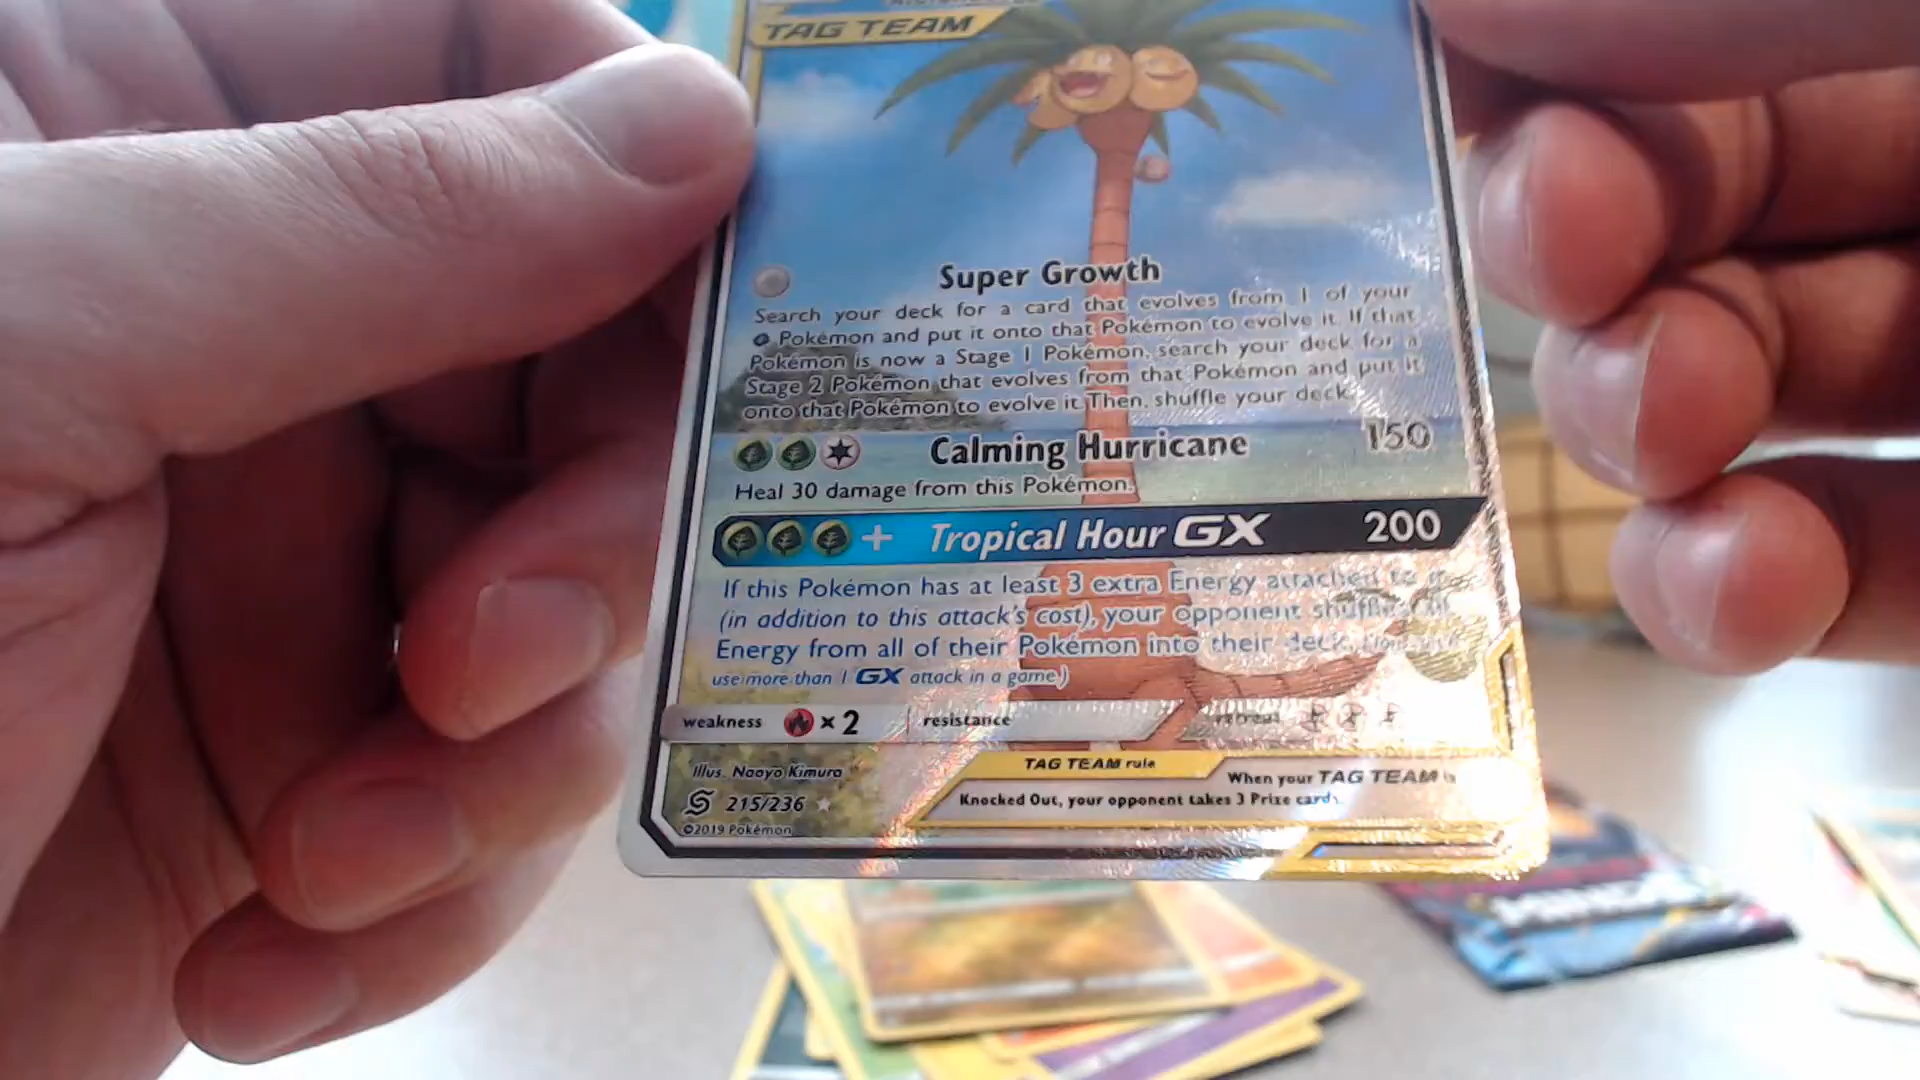 TAG TEAM
Super Growth
Search your deck for a card that evolves from 1 of your
Pokémon and put it onto that Pokémon to evolve it. If that
Pokémon is now a Stage 1 Pokémon, search your deck for a
Stage 2 Pokémon that evolves from that Pokémon and put it
onto that Pokémon to evolve it. Then, shuffle your deck.
Calming Hurricane 150
Heal 30 damage from this Pokémon.
+ Tropical Hour GX 200
If this Pokémon has at least 3 extra Energy attached to it
(in addition to this attack's cost), your opponent shuffles all
Energy from all of their Pokémon into their deck.
use more than 1 GX attack in a game.)
weakness ×2 resistance retreat
TAG TEAM rule
When your TAG TEAM is
Knocked Out, your opponent takes 3 Prize cards.
Illus. Naoyo Kimura
215/236
©2019 Pokémon